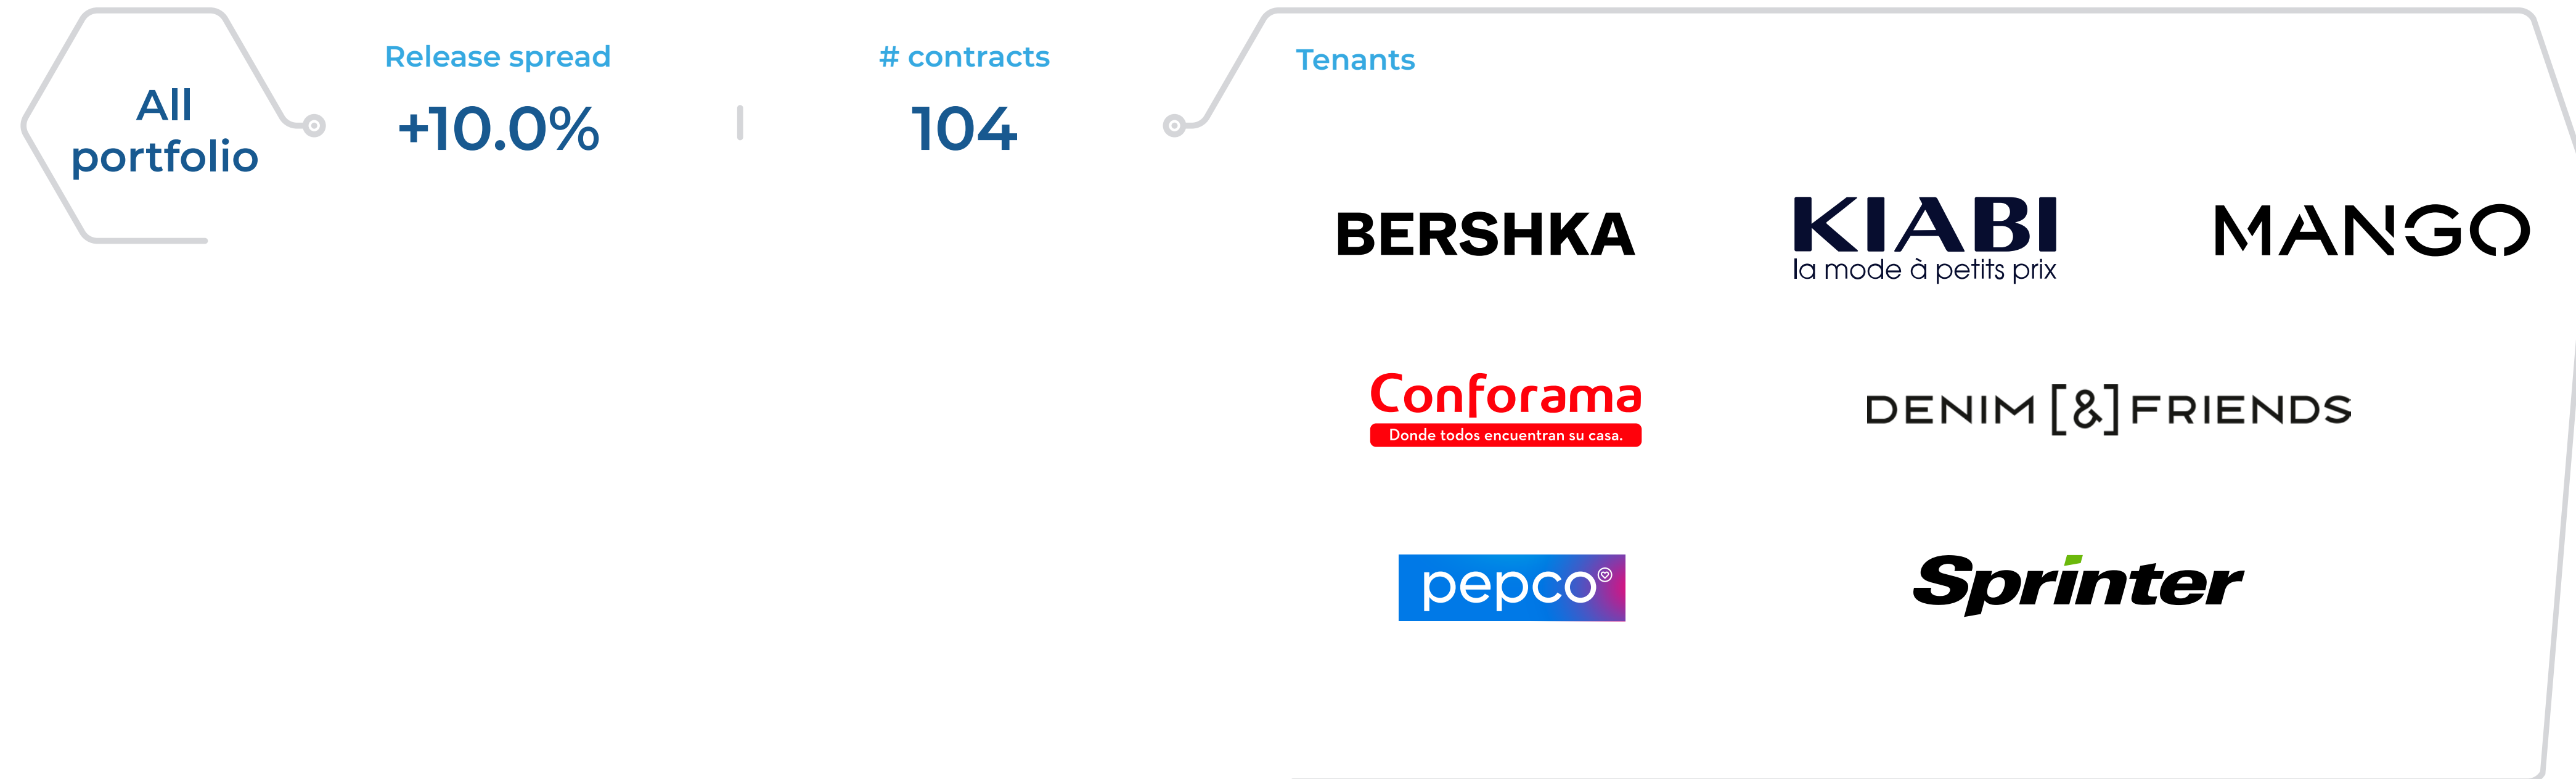 All
portfolio
Release spread
+10.0%
# contracts
104
Tenants
BERSHKA
KIABI
la mode à petits prix
MANGO
Conforama
Donde todos encuentran su casa.
DENIM [&] FRIENDS
pepco
Sprinter